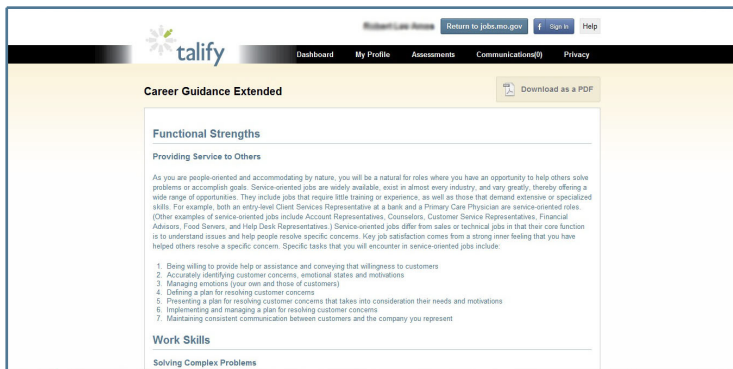 Return to jobs.mo.gov
f Sign In
Help
talify
Dashboard My Profile Assessments Communications(0) Privacy
Career Guidance Extended
Download as a PDF
Functional Strengths
Providing Service to Others
As you are people-oriented and accommodating by nature, you will be a natural for roles where you have an opportunity to help others solve
problems or accomplish goals. Service-oriented jobs are widely available, exist in almost every industry, and vary greatly, thereby offering a
wide range of opportunities. They include jobs that require little training or experience, as well as those that demand extensive or specialized
skills. For example, both an entry-level Client Services Representative at a bank and a Primary Care Physician are service-oriented roles.
(Other examples of service-oriented jobs include Account Representatives, Counselors, Customer Service Representatives, Financial
Advisors, Food Servers, and Help Desk Representatives.) Service-oriented jobs differ from sales or technical jobs in that their core function
is to understand issues and help people resolve specific concerns. Key job satisfaction comes from a strong inner feeling that you have
helped others resolve a specific concern. Specific tasks that you will encounter in service-oriented jobs include:
1. Being willing to provide help or assistance and conveying that willingness to customers
2. Accurately identifying customer concerns, emotional states and motivations
3. Managing emotions (your own and those of customers)
4. Defining a plan for resolving customer concerns
5. Presenting a plan for resolving customer concerns that takes into consideration their needs and motivations
6. Implementing and managing a plan for resolving customer concerns
7. Maintaining consistent communication between customers and the company you represent
Work Skills
Solving Complex Problems